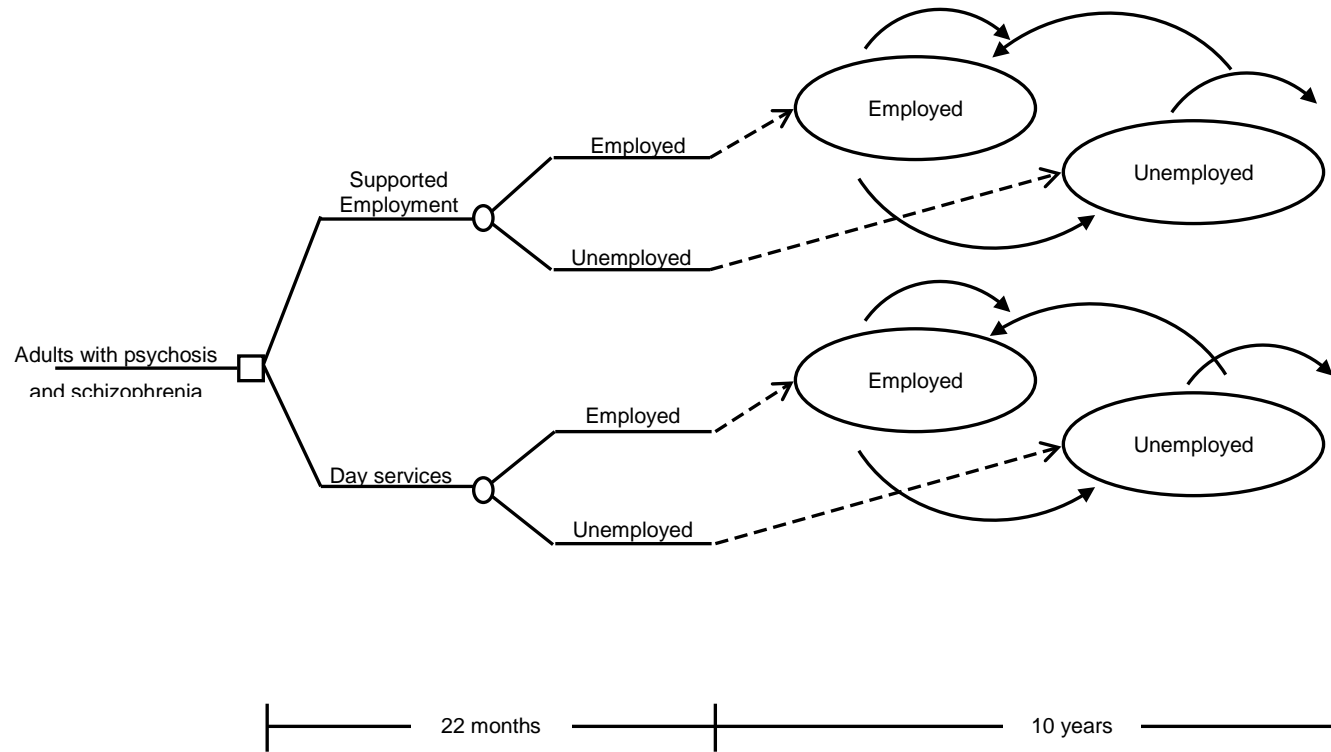 Employed
Unemployed
Employed
Supported
Employment
Unemployed
Adults with psychosis
and schizophrenia
Employed
Unemployed
Employed
Day services
Unemployed
22 months
10 years